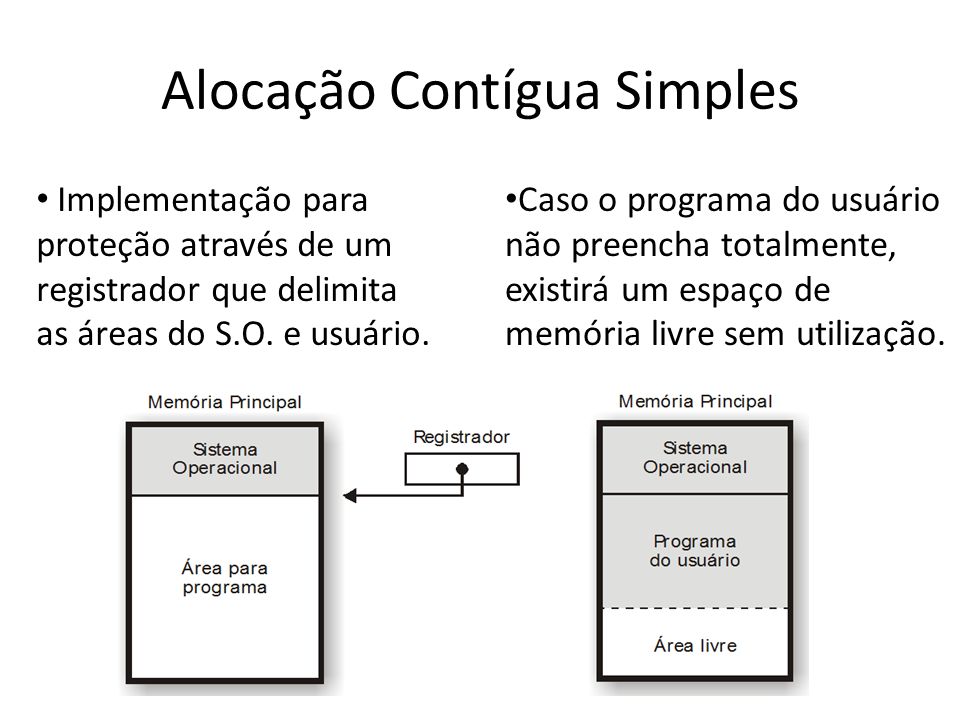 Alocação Contígua Simples
• Implementação para
proteção através de um
registrador que delimita
as áreas do S.O. e usuário.
•Caso o programa do usuário
não preencha totalmente,
existirá um espaço de
memória livre sem utilização.
Memória Principal
Sistema
Operacional
Área para
programa
Registrador
Memória Principal
Sistema
Operacional
Programa
do usuário
Área livre